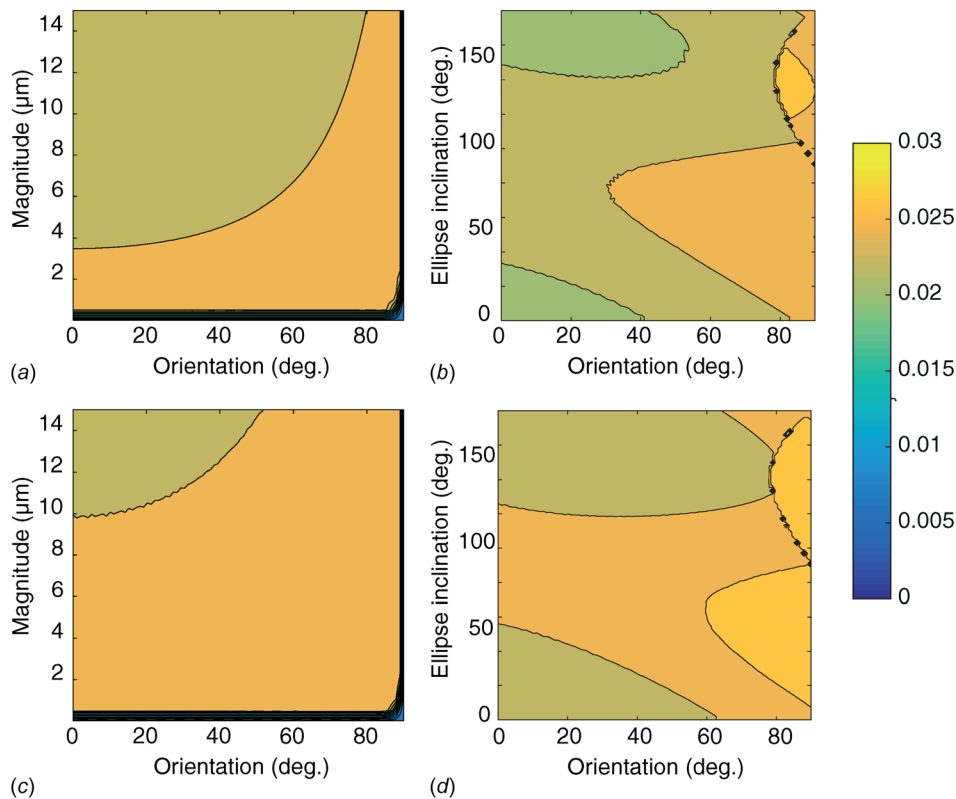 14
12
10
8
6
4
2
Magnitude (μm)
0 20 40 60 80
Orientation (deg.)
(a)
150
100
50
0
Ellipse inclination (deg.)
0 20 40 60 80
Orientation (deg.)
(b)
14
12
10
8
6
4
2
Magnitude (μm)
0 20 40 60 80
Orientation (deg.)
(c)
150
100
50
0
Ellipse inclination (deg.)
0 20 40 60 80
Orientation (deg.)
(d)
0.03
0.025
0.02
0.015
0.01
0.005
0